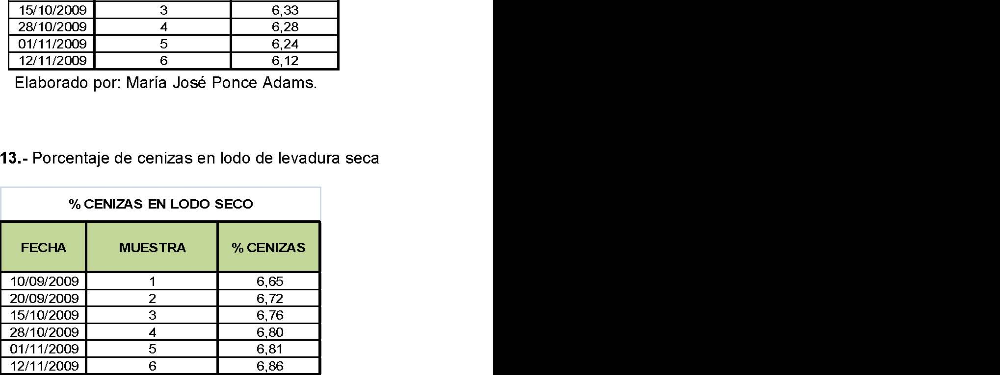 15/10/2009 3 6,33
28/10/2009 4 6,28
01/11/2009 5 6,24
12/11/2009 6 6,12
Elaborado por: María José Ponce Adams.
13.- Porcentaje de cenizas en lodo de levadura seca
% CENIZAS EN LODO SECO
FECHA MUESTRA % CENIZAS
10/09/2009 1 6,65
20/09/2009 2 6,72
15/10/2009 3 6,76
28/10/2009 4 6,80
01/11/2009 5 6,81
12/11/2009 6 6,86